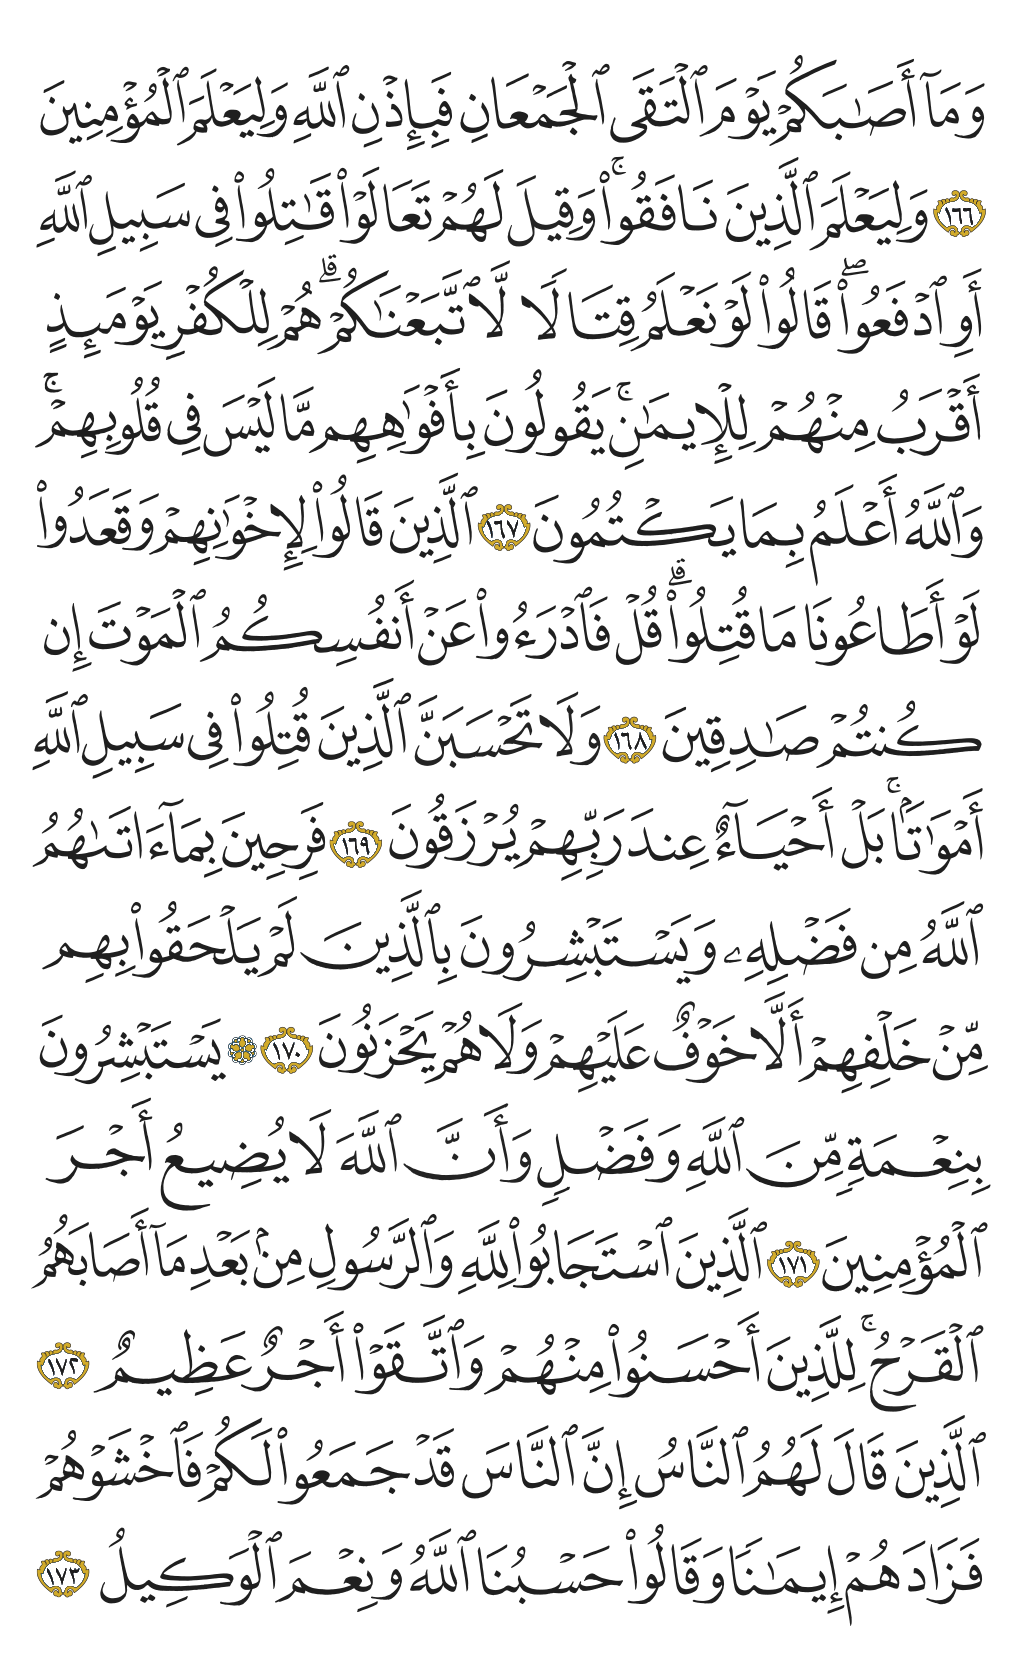 وَمَآ أَصَٰبَكُمْ يَوْمَ ٱلْتَقَى ٱلْجَمْعَانِ فَبِإِذْنِ ٱللَّهِ وَلِيَعْلَمَ ٱلْمُؤْمِنِينَ
١٦٦ وَلِيَعْلَمَ ٱلَّذِينَ نَافَقُوا۟ ۚ وَقِيلَ لَهُمْ تَعَالَوْا۟ قَٰتِلُوا۟ فِى سَبِيلِ ٱللَّهِ
أَوِ ٱدْفَعُوا۟ ۖ قَالُوا۟ لَوْ نَعْلَمُ قِتَالًا لَّٱتَّبَعْنَٰكُمْ ۗ هُمْ لِلْكُفْرِ يَوْمَئِذٍ
أَقْرَبُ مِنْهُمْ لِلْإِيمَٰنِ ۚ يَقُولُونَ بِأَفْوَٰهِهِم مَّا لَيْسَ فِى قُلُوبِهِمْ ۚ
وَٱللَّهُ أَعْلَمُ بِمَا يَكْتُمُونَ ١٦٧ ٱلَّذِينَ قَالُوا۟ لِإِخْوَٰنِهِمْ وَقَعَدُوا۟
لَوْ أَطَاعُونَا مَا قُتِلُوا۟ ۗ قُلْ فَٱدْرَءُوا۟ عَنْ أَنفُسِكُمُ ٱلْمَوْتَ إِن
كُنتُمْ صَٰدِقِينَ ١٦٨ وَلَا تَحْسَبَنَّ ٱلَّذِينَ قُتِلُوا۟ فِى سَبِيلِ ٱللَّهِ
أَمْوَٰتًۢا ۚ بَلْ أَحْيَآءٌ عِندَ رَبِّهِمْ يُرْزَقُونَ ١٦٩ فَرِحِينَ بِمَآ ءَاتَىٰهُمُ
ٱللَّهُ مِن فَضْلِهِۦ وَيَسْتَبْشِرُونَ بِٱلَّذِينَ لَمْ يَلْحَقُوا۟ بِهِم
مِّنْ خَلْفِهِمْ أَلَّا خَوْفٌ عَلَيْهِمْ وَلَا هُمْ يَحْزَنُونَ ١٧٠ ۞ يَسْتَبْشِرُونَ
بِنِعْمَةٍ مِّنَ ٱللَّهِ وَفَضْلٍ وَأَنَّ ٱللَّهَ لَا يُضِيعُ أَجْرَ
ٱلْمُؤْمِنِينَ ١٧١ ٱلَّذِينَ ٱسْتَجَابُوا۟ لِلَّهِ وَٱلرَّسُولِ مِنۢ بَعْدِ مَآ أَصَابَهُمُ
ٱلْقَرْحُ ۚ لِلَّذِينَ أَحْسَنُوا۟ مِنْهُمْ وَٱتَّقَوْا۟ أَجْرٌ عَظِيمٌ ١٧٢
ٱلَّذِينَ قَالَ لَهُمُ ٱلنَّاسُ إِنَّ ٱلنَّاسَ قَدْ جَمَعُوا۟ لَكُمْ فَٱخْشَوْهُمْ
فَزَادَهُمْ إِيمَٰنًا وَقَالُوا۟ حَسْبُنَا ٱللَّهُ وَنِعْمَ ٱلْوَكِيلُ ١٧٣